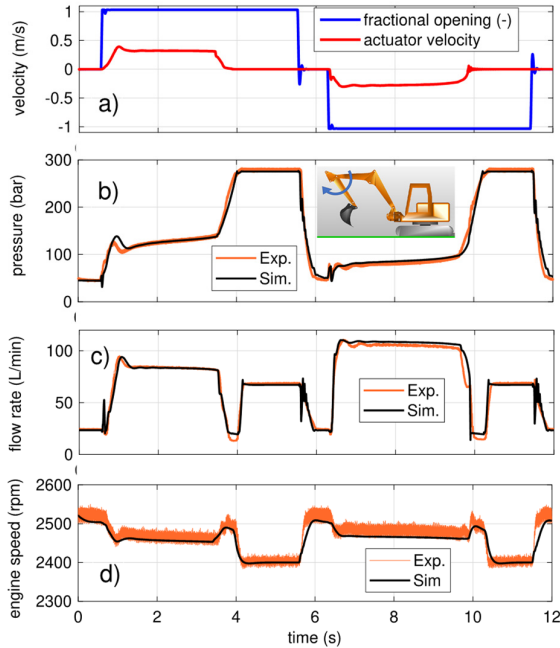 1
0.5
0
-0.5
-1
velocity (m/s)
fractional opening (-)
actuator velocity
a)
300
200
100
0
pressure (bar)
b)
Exp.
Sim.
100
50
0
flow rate (L/min)
c)
Exp.
Sim.
2600
2500
2400
2300
engine speed (rpm)
d)
Exp.
Sim
0
2
4
6
8
10
12
time (s)